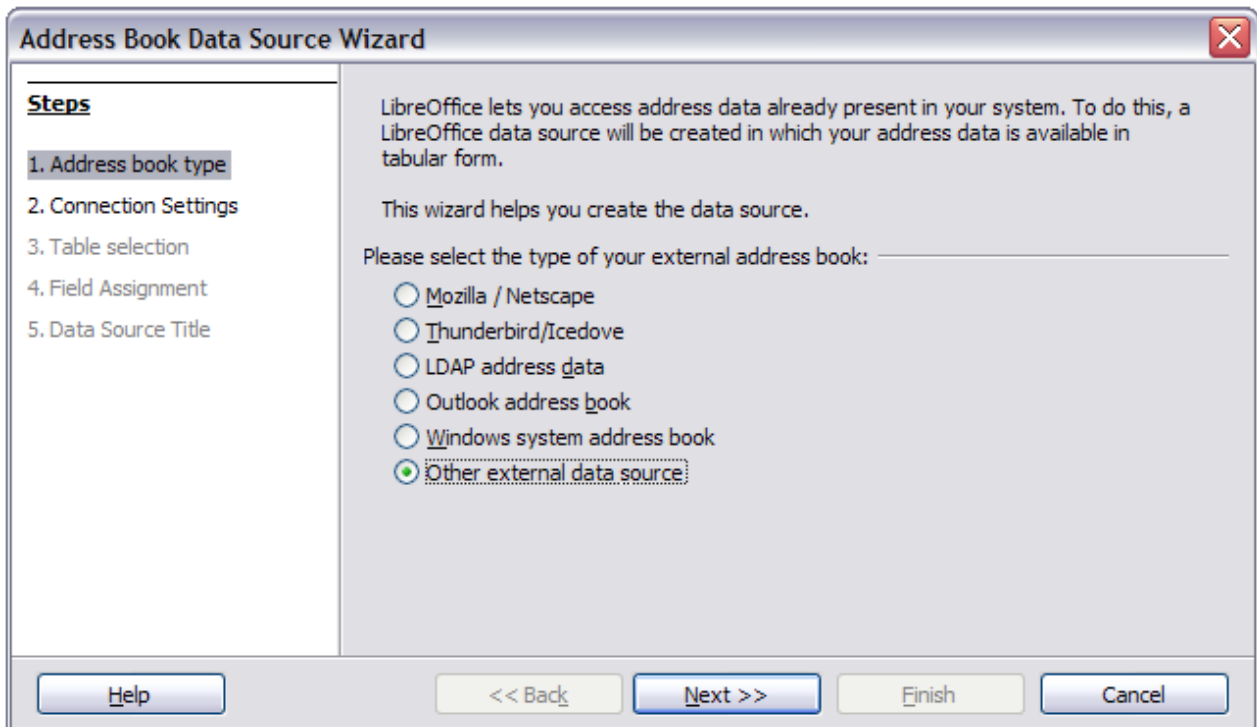 Address Book Data Source Wizard
Steps
1. Address book type
2. Connection Settings
3. Table selection
4. Field Assignment
5. Data Source Title
LibreOffice lets you access address data already present in your system. To do this, a
LibreOffice data source will be created in which your address data is available in
tabular form.
This wizard helps you create the data source.
Please select the type of your external address book:
Mozilla / Netscape
Thunderbird/Icedove
LDAP address data
Outlook address book
Windows system address book
Other external data source
Help
<< Back
Next >>
Finish
Cancel